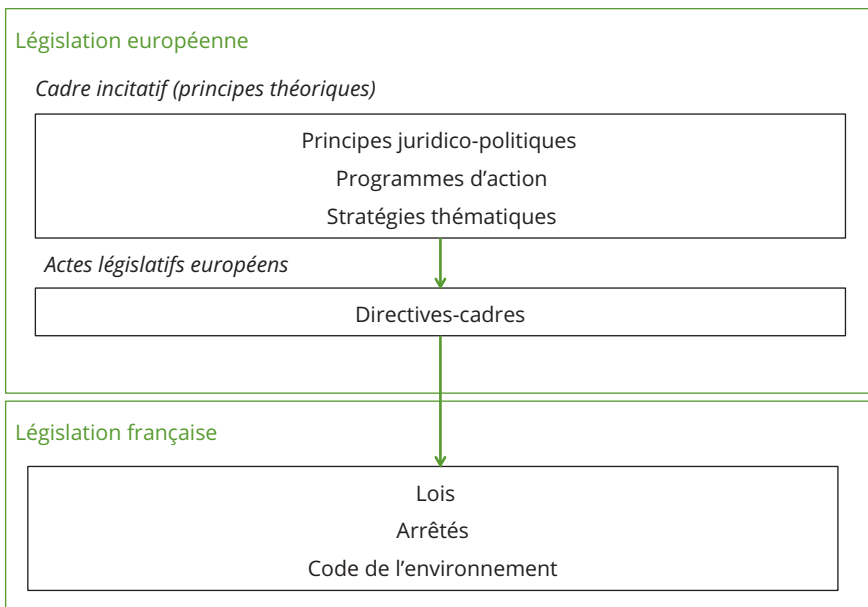 Législation européenne
Cadre incitatif (principes théoriques)
Principes juridico-politiques
Programmes d’action
Stratégies thématiques
Actes législatifs européens
Directives-cadres
Législation française
Lois
Arrêtés
Code de l’environnement